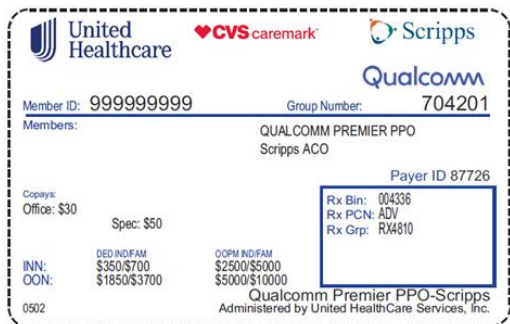 United
Healthcare
CVS caremark
Scripps
Qualcomm
Member ID: 999999999
Group Number: 704201
Members:
QUALCOMM PREMIER PPO
Scripps ACO
Payer ID 87726
Copays:
Office: $30
Spec: $50
Rx Bin: 004336
Rx PCN: ADV
Rx Grp: RX4810
DED IND/FAM OOPM IND/FAM
INN: $350/$700 $2500/$5000
OON: $1850/$3700 $5000/$10000
Qualcomm Premier PPO-Scripps
0502 Administered by United HealthCare Services, Inc.